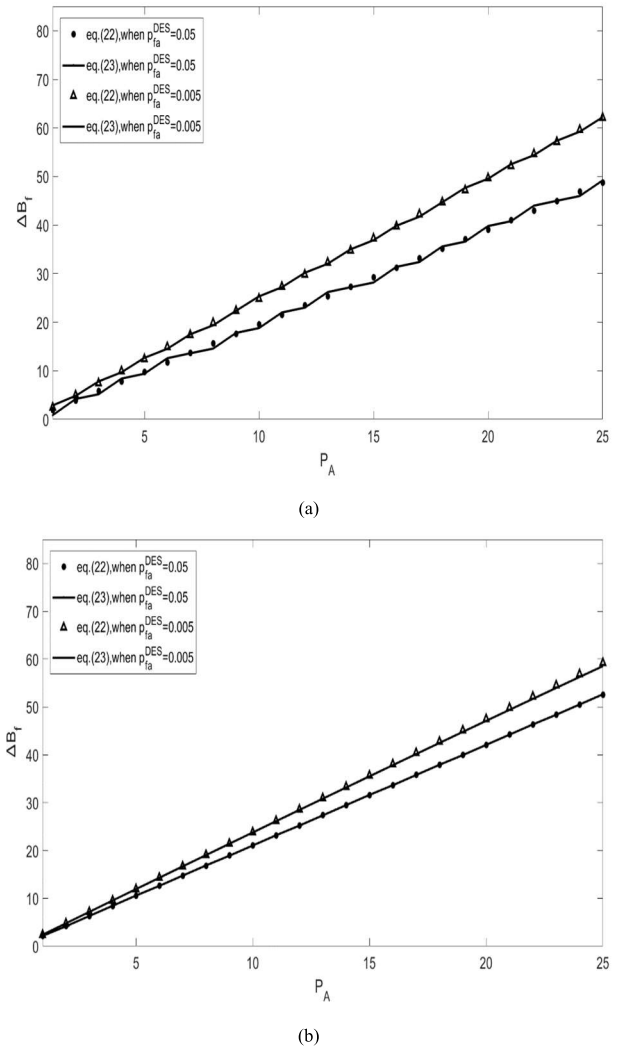 80
70
60
50
40
30
20
10
0
eq.(22),when p_fa^DES=0.05
eq.(23),when p_fa^DES=0.05
eq.(22),when p_fa^DES=0.005
eq.(23),when p_fa^DES=0.005
ΔB_f
5 10 15 20 25
P_A
(a)
80
70
60
50
40
30
20
10
0
eq.(22),when p_fa^DES=0.05
eq.(23),when p_fa^DES=0.05
eq.(22),when p_fa^DES=0.005
eq.(23),when p_fa^DES=0.005
ΔB_f
5 10 15 20 25
P_A
(b)